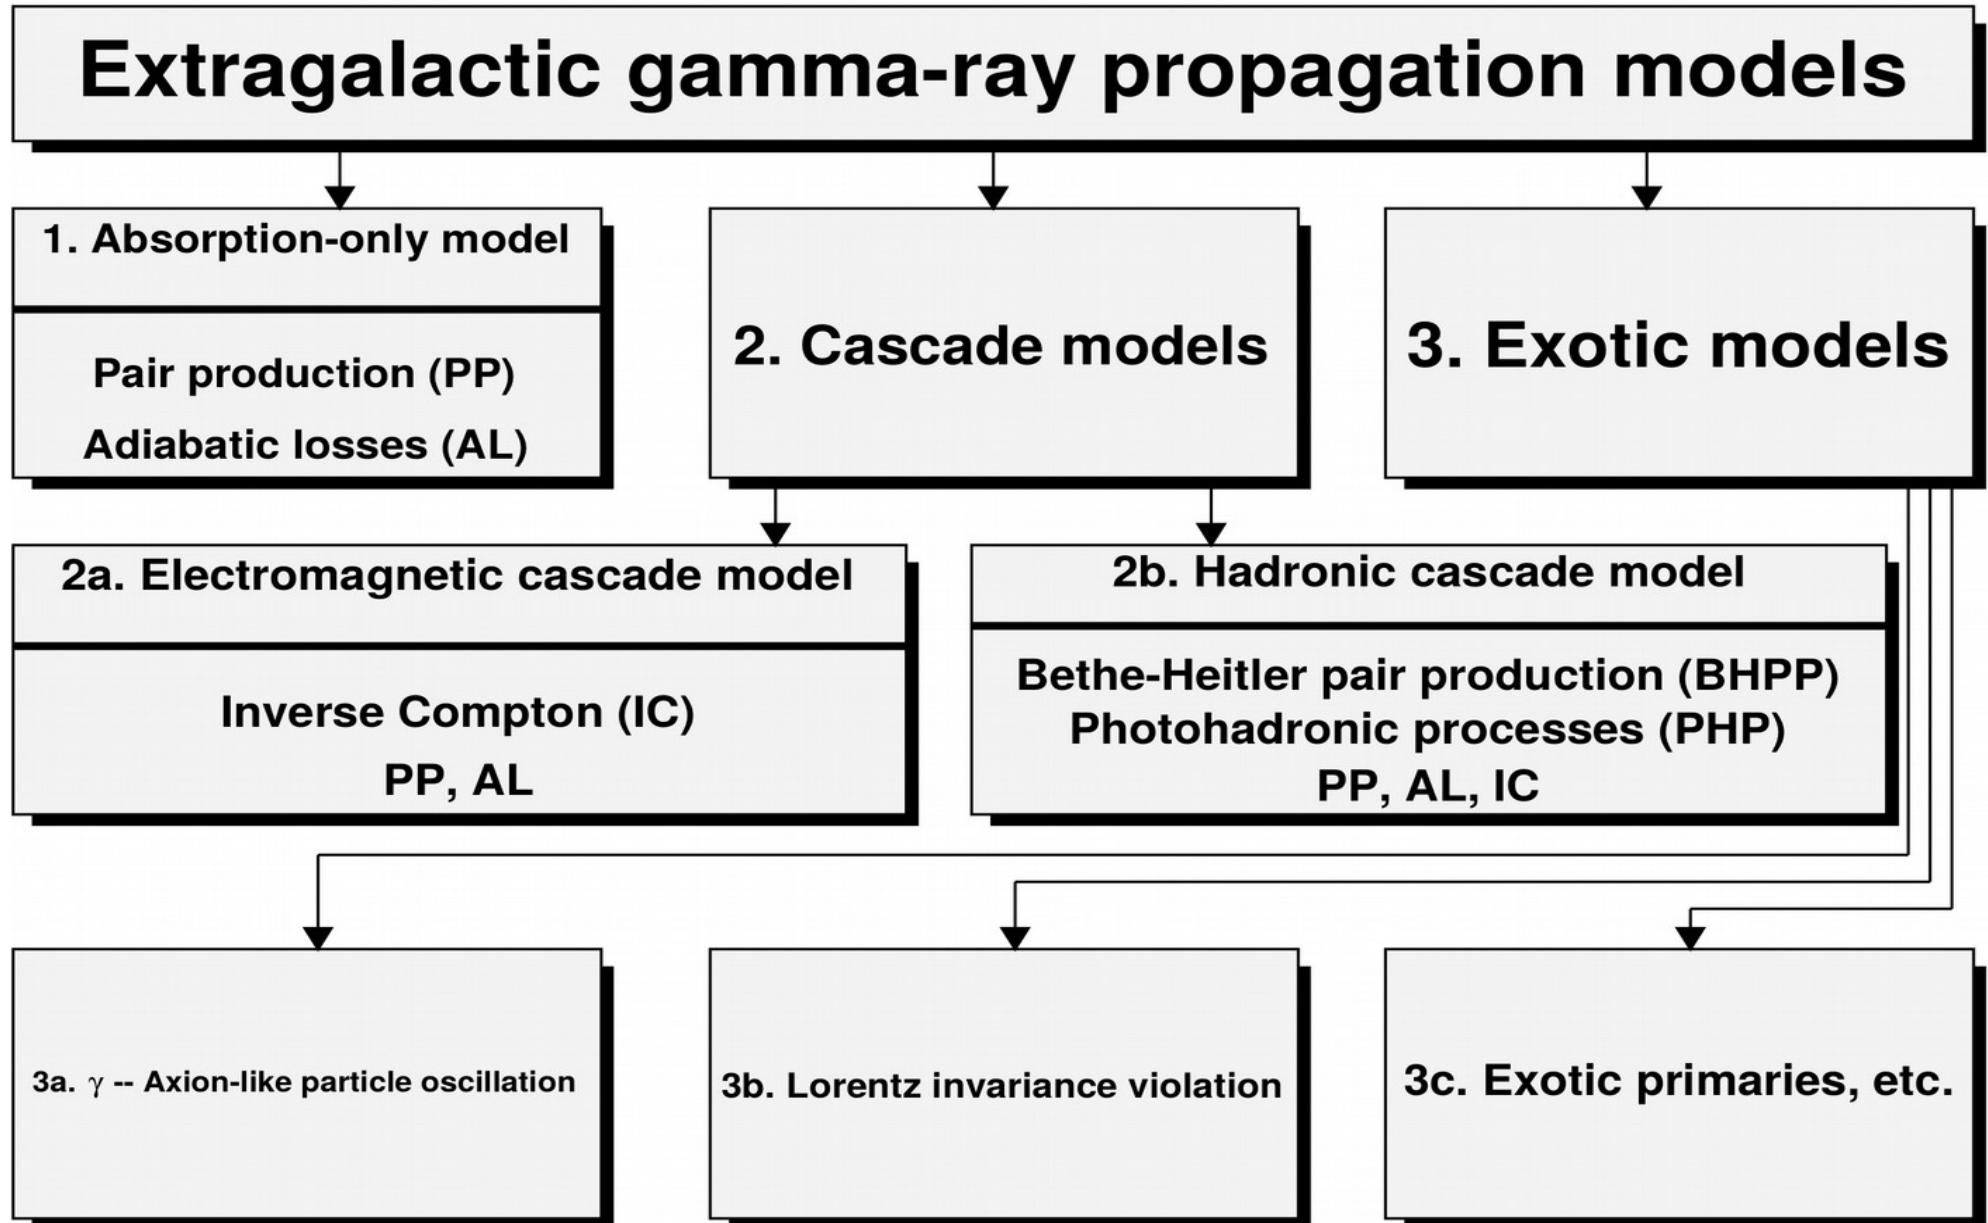 Extragalactic gamma-ray propagation models
1. Absorption-only model
Pair production (PP)
Adiabatic losses (AL)
2. Cascade models
3. Exotic models
2a. Electromagnetic cascade model
Inverse Compton (IC)
PP, AL
2b. Hadronic cascade model
Bethe-Heitler pair production (BHPP)
Photohadronic processes (PHP)
PP, AL, IC
3a. γ -- Axion-like particle oscillation
3b. Lorentz invariance violation
3c. Exotic primaries, etc.